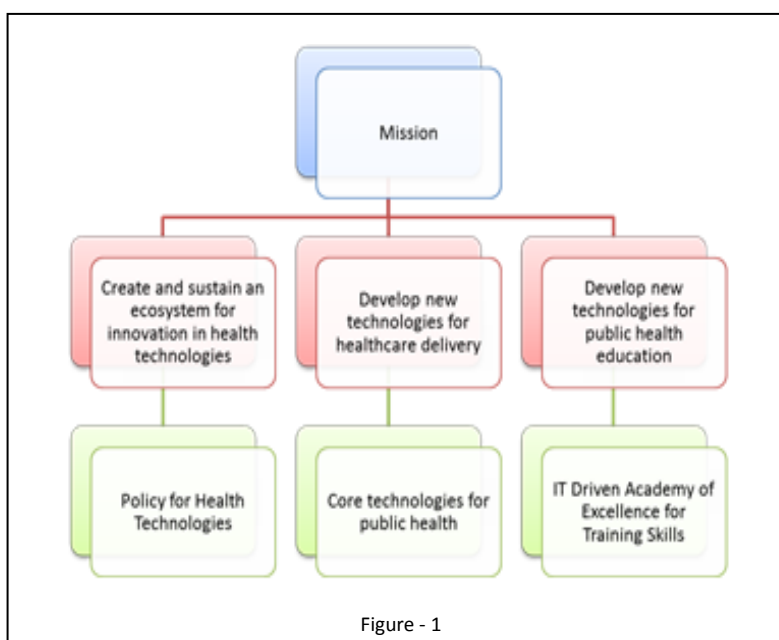 Mission
Create and sustain an
ecosystem for
innovation in health
technologies
Develop new
technologies for
healthcare delivery
Develop new
technologies for
public health
education
Policy for Health
Technologies
Core technologies for
public health
IT Driven Academy of
Excellence for
Training Skills
Figure - 1